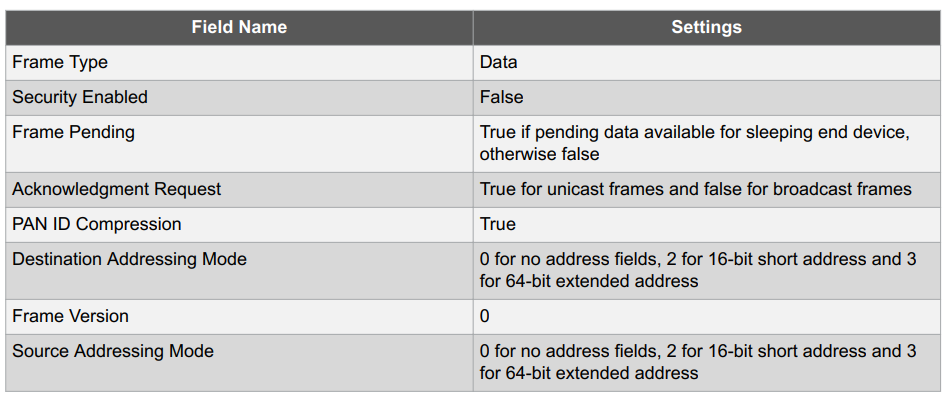 Field Name
Settings
Frame Type
Data
Security Enabled
False
Frame Pending
True if pending data available for sleeping end device,
otherwise false
Acknowledgment Request
True for unicast frames and false for broadcast frames
PAN ID Compression
True
Destination Addressing Mode
0 for no address fields, 2 for 16-bit short address and 3
for 64-bit extended address
Frame Version
0
Source Addressing Mode
0 for no address fields, 2 for 16-bit short address and 3
for 64-bit extended address